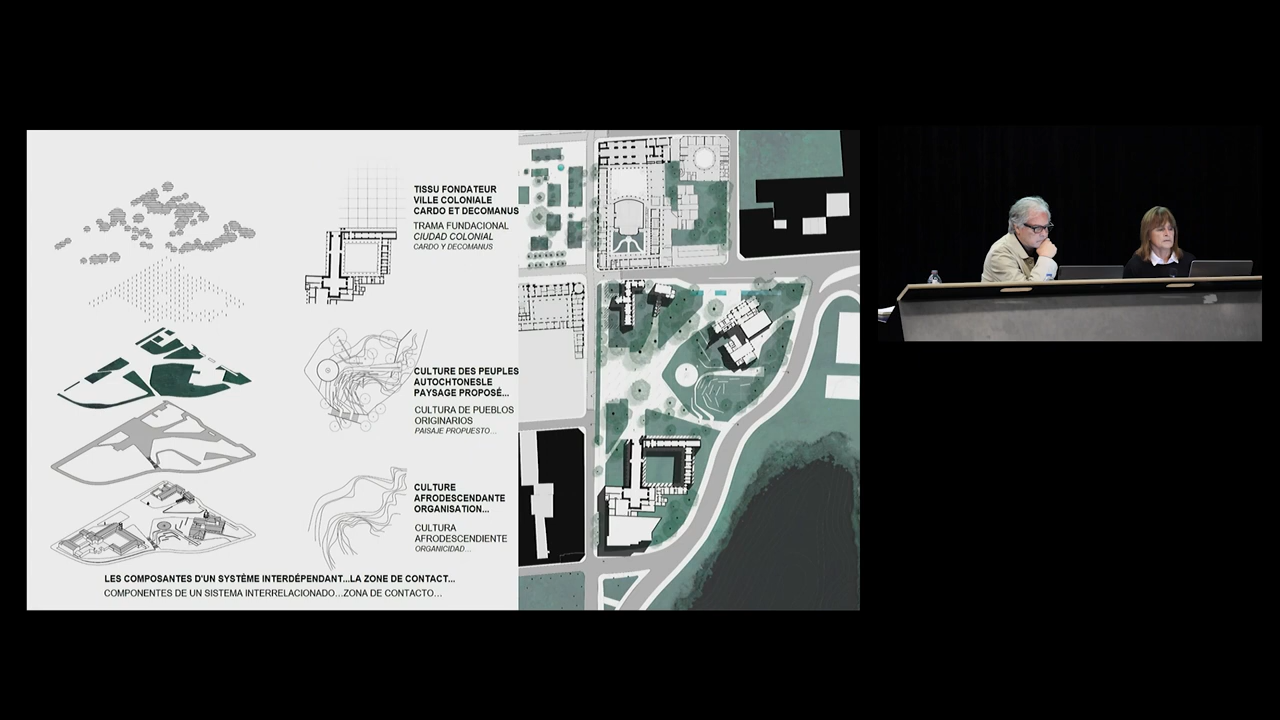 TISSU FONDATEUR
VILLE COLONIALE
CARDO ET DECOMANUS
TRAMA FUNDACIONAL
CIUDAD COLONIAL
CARDO Y DECOMANUS
CULTURE DES PEUPLES
AUTOCHTONESLE
PAYSAGE PROPOSÉ...
CULTURA DE PUEBLOS
ORIGINARIOS
PAISAJE PROPUESTO...
CULTURE
AFRODESCENDANTE
ORGANISATION...
CULTURA
AFRODESCENDIENTE
ORGANICIDAD...
LES COMPOSANTES D'UN SYSTÈME INTERDÉPENDANT...LA ZONE DE CONTACT...
COMPONENTES DE UN SISTEMA INTERRELACIONADO...ZONA DE CONTACTO...